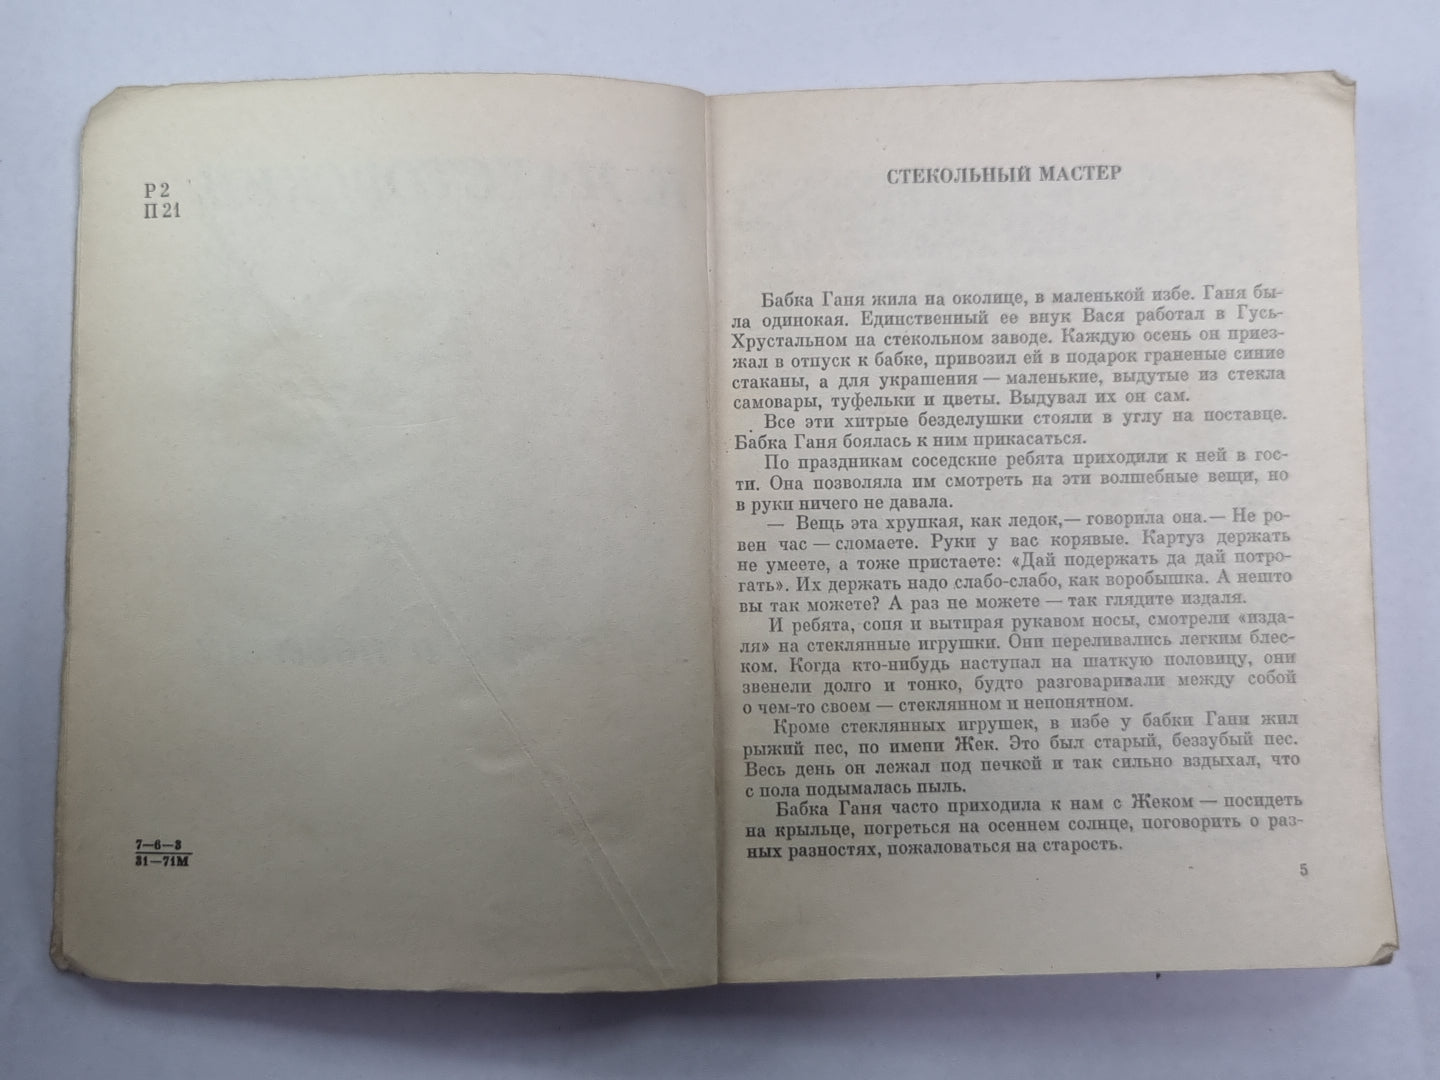 Р 2
П 21
7—6—3
31—71М
СТЕКОЛЬНЫЙ МАСТЕР
Бабка Ганя жила на околице, в маленькой избе. Ганя бы-
ла одинокая. Единственный ее внук Вася работал в Гусь-
Хрустальном на стекольном заводе. Каждую осень он приез-
жал в отпуск к бабке, привозил ей в подарок граненые синие
стаканы, а для украшения — маленькие, выдутые из стекла
самовары, туфельки и цветы. Выдувал их он сам.
Все эти хитрые безделушки стояли в углу на поставце.
Бабка Ганя боялась к ним прикасаться.
По праздникам соседские ребята приходили к ней в гос-
ти. Она позволяла им смотреть на эти волшебные вещи, но
в руки ничего не давала.
— Вещь эта хрупкая, как ледок,— говорила она.— Не ро-
вен час — сломаете. Руки у вас корявые. Картуз держать
не умеете, а тоже пристаете: «Дай подержать да дай потро-
гать». Их держать надо слабо-слабо, как воробышка. А нешто
вы так можете? А раз не можете — так глядите издаля.
И ребята, сопя и вытирая рукавом носы, смотрели «изда-
ля» на стеклянные игрушки. Они переливались легким блес-
ком. Когда кто-нибудь наступал на шаткую половицу, они
звенели долго и тонко, будто разговаривали между собой
о чем-то своем — стеклянном и непонятном.
Кроме стеклянных игрушек, в избе у бабки Гани жил
рыжий пес, по имени Жек. Это был старый, беззубый пес.
Весь день он лежал под печкой и так сильно вздыхал, что
с пола подымалась пыль.
Бабка Ганя часто приходила к нам с Жеком — посидеть
на крыльце, погреться на осеннем солнце, поговорить о раз-
ных разностях, пожаловаться на старость.
5